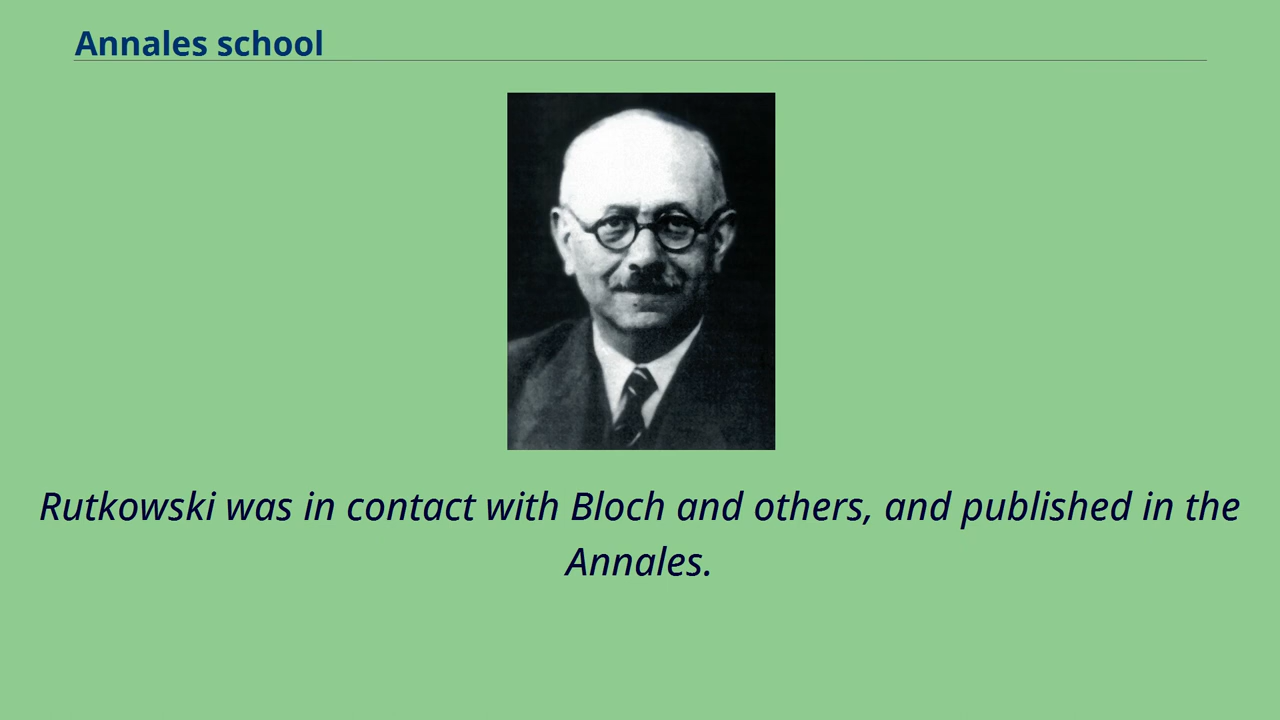 Annales school
Rutkowski was in contact with Bloch and others, and published in the
Annales.